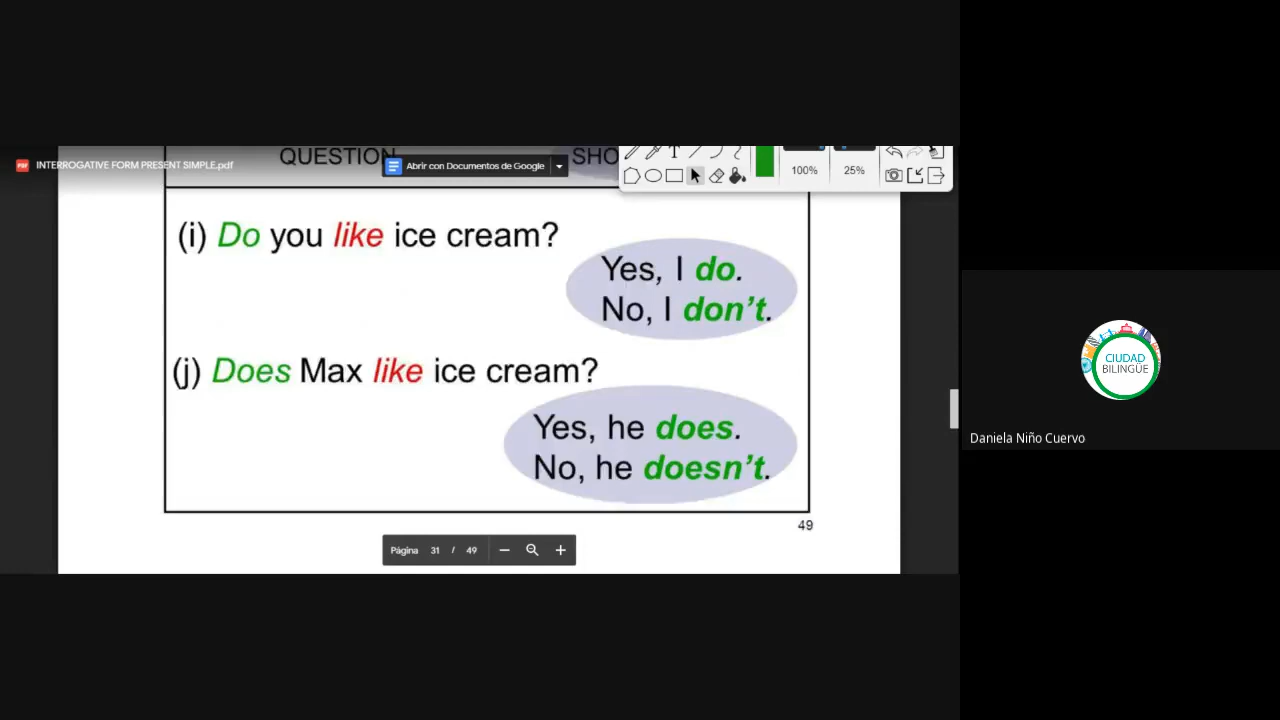 INTERROGATIVE FORM PRESENT SIMPLE.pdf
QUESTION
Abrir con Documentos de Google
SHO
100%
25%
(i) Do you like ice cream?
Yes, I do.
No, I don't.
(j) Does Max like ice cream?
Yes, he does.
No, he doesn't.
49
Página 31 / 49
CIUDAD
BILINGÜE
Daniela Niño Cuervo